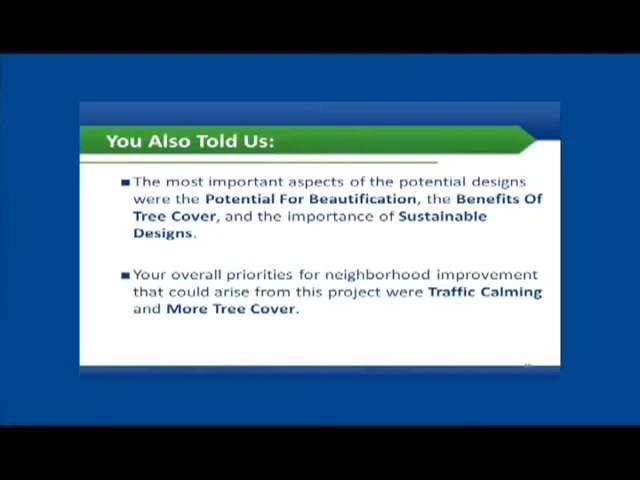 You Also Told Us:
The most important aspects of the potential designs
were the Potential For Beautification, the Benefits Of
Tree Cover, and the importance of Sustainable
Designs.
Your overall priorities for neighborhood improvement
that could arise from this project were Traffic Calming
and More Tree Cover.